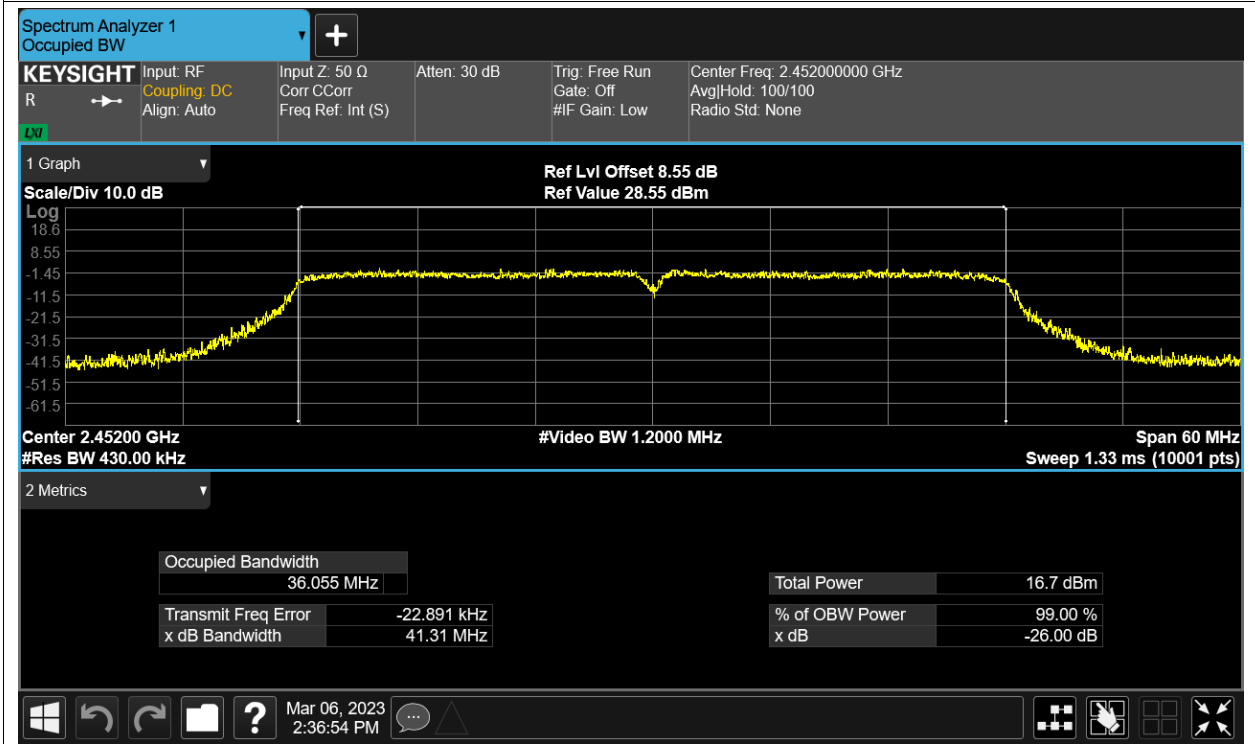 Spectrum Analyzer 1
Occupied BW
KEYSIGHT Input: RF Input Z: 50 Ω Atten: 30 dB Trig: Free Run Center Freq: 2.452000000 GHz
R Coupling: DC Corr CCorr Gate: Off Avg|Hold: 100/100
Align: Auto Freq Ref: Int (S) #IF Gain: Low Radio Std: None
LXI
1 Graph
Ref Lvl Offset 8.55 dB
Scale/Div 10.0 dB Ref Value 28.55 dBm
Log
18.6
8.55
-1.45
-11.5
-21.5
-31.5
-41.5
-51.5
-61.5
Center 2.45200 GHz #Video BW 1.2000 MHz Span 60 MHz
#Res BW 430.00 kHz Sweep 1.33 ms (10001 pts)
2 Metrics
Occupied Bandwidth
36.055 MHz Total Power 16.7 dBm
Transmit Freq Error -22.891 kHz % of OBW Power 99.00 %
x dB Bandwidth 41.31 MHz x dB -26.00 dB
? Mar 06, 2023
2:36:54 PM